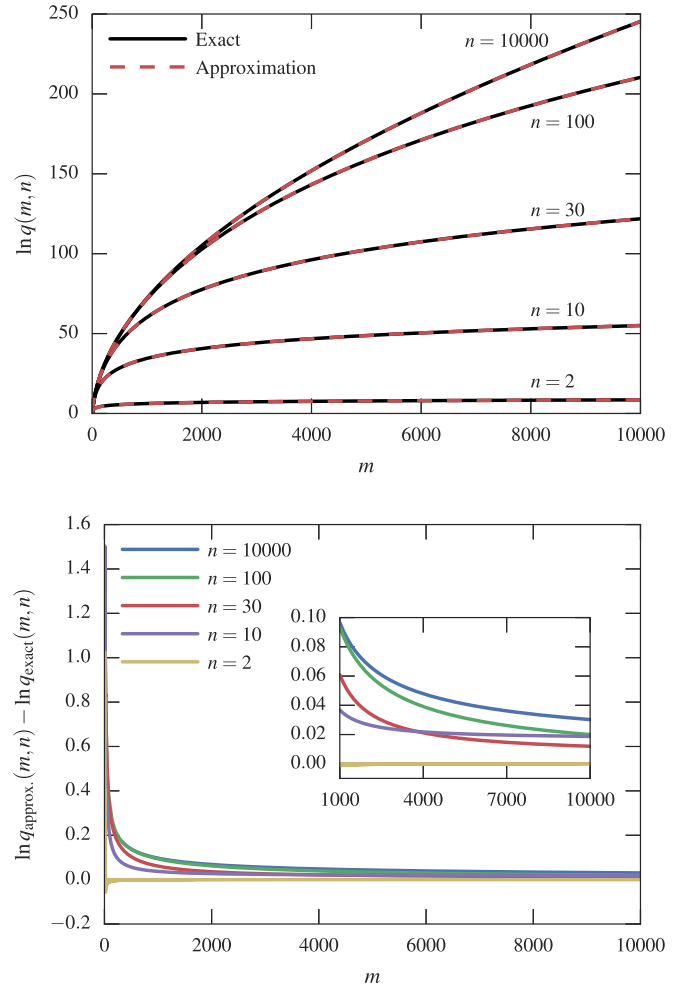 250
200
150
100
50
0
ln q(m, n)
Exact
Approximation
n = 10000
n = 100
n = 30
n = 10
n = 2
0 2000 4000 6000 8000 10000
m
1.6
1.4
1.2
1.0
0.8
0.6
0.4
0.2
0.0
−0.2
ln q_approx.(m, n) − ln q_exact(m, n)
n = 10000
n = 100
n = 30
n = 10
n = 2
0.10
0.08
0.06
0.04
0.02
0.00
1000 4000 7000 10000
0 2000 4000 6000 8000 10000
m